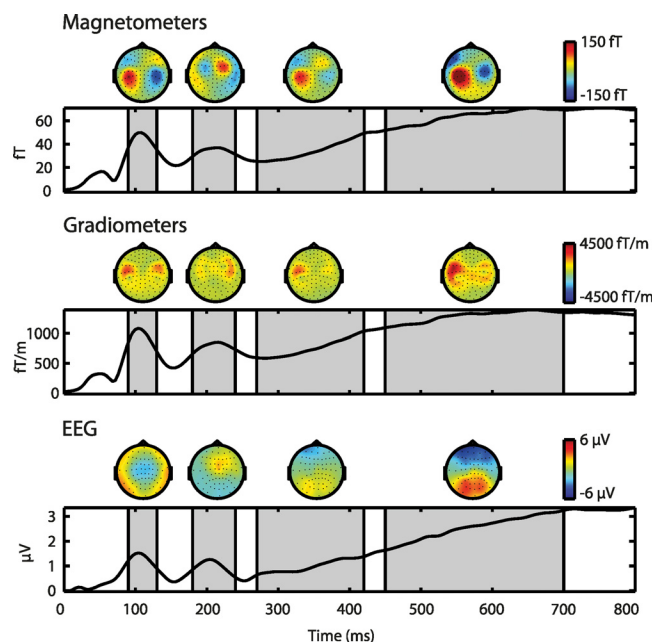 Magnetometers
150 fT
-150 fT
60
40
20
0
fT
Gradiometers
4500 fT/m
-4500 fT/m
1000
500
0
fT/m
EEG
6 µV
-6 µV
3
2
1
0
µV
0 100 200 300 400 500 600 700 800
Time (ms)